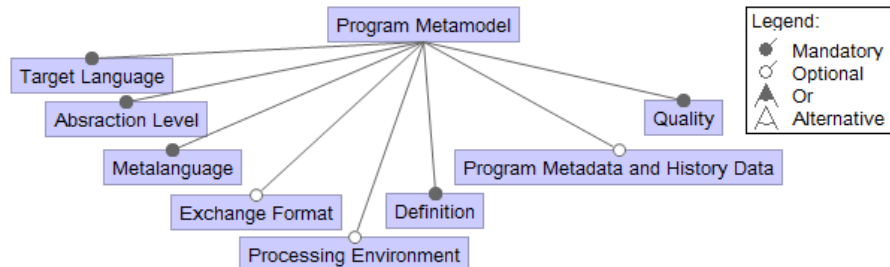 Program Metamodel
Legend:
Mandatory
Optional
Or
Alternative
Target Language
Absraction Level
Quality
Metalanguage
Program Metadata and History Data
Exchange Format
Definition
Processing Environment